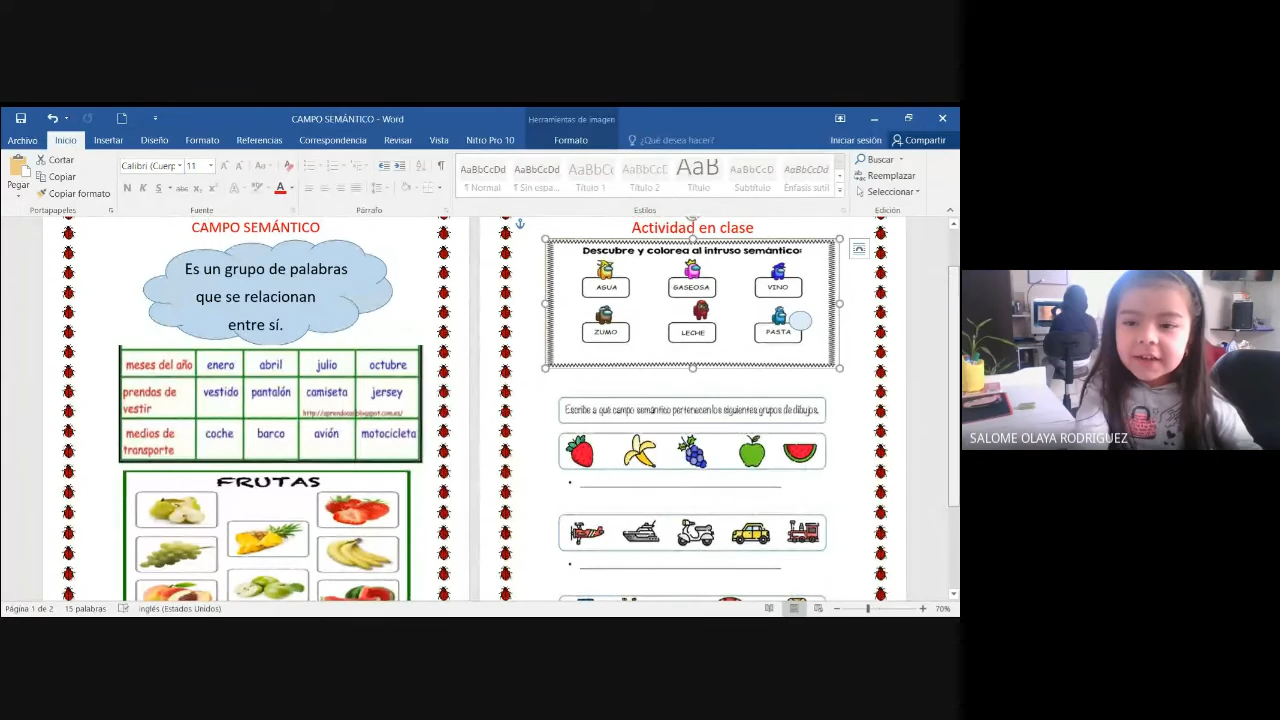 CAMPO SEMÁNTICO - Word
Herramientas de imagen
Archivo Inicio Insertar Diseño Formato Referencias Correspondencia Revisar Vista Nitro Pro 10 Formato ¿Qué desea hacer? Iniciar sesión Compartir
Pegar
Cortar
Copiar
Copiar formato
Calibri (Cuerp 11
N K S abc X₂ X² A
AaBbCcDc AaBbCcDc AaBbCc AaBbCcE AaB AaBbCcD AaBbCcDc
¶ Normal ¶ Sin espa... Título 1 Título 2 Título Subtítulo Énfasis sutil
Buscar
Reemplazar
Seleccionar
Portapapeles Fuente Párrafo Estilos Edición
CAMPO SEMÁNTICO
Es un grupo de palabras
que se relacionan
entre sí.
meses del año enero abril julio octubre
prendas de vestir vestido pantalón camiseta jersey
medios de transporte coche barco avión motocicleta
FRUTAS
Actividad en clase
Descubre y colorea al intruso semántico:
AGUA GASEOSA VINO
ZUMO LECHE PASTA
Escribe a qué campo semántico pertenecen los siguientes grupos de dibujos.
SALOME OLAYA RODRIGUEZ
Página 1 de 2 15 palabras Inglés (Estados Unidos) 70%